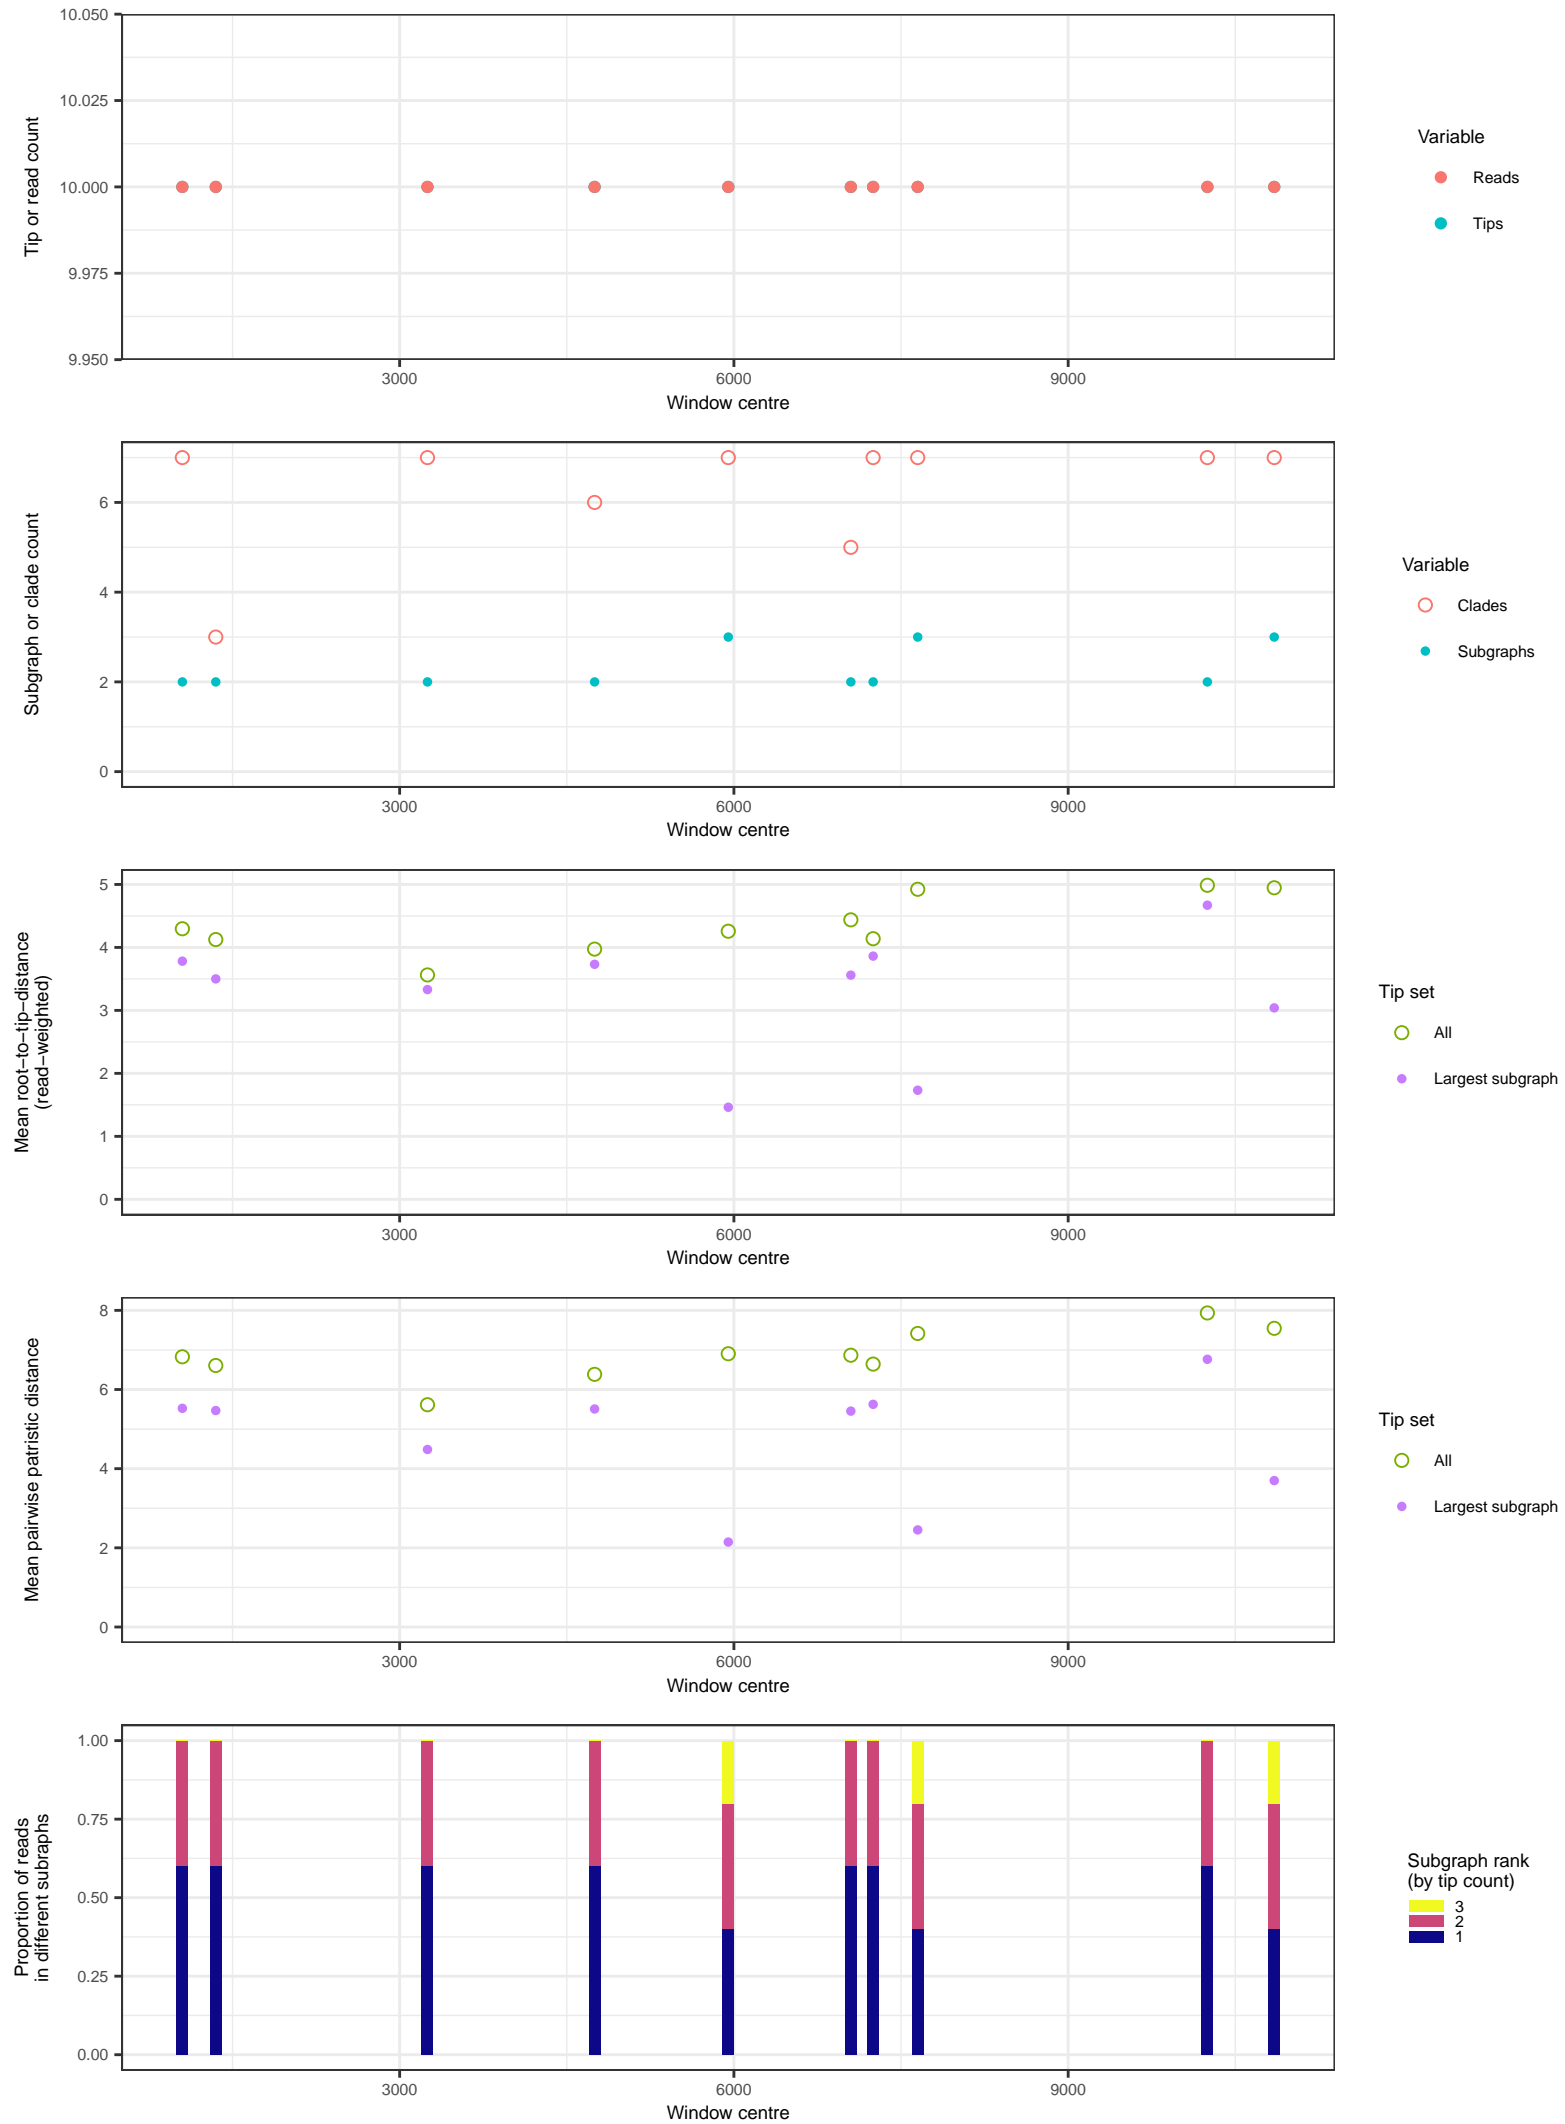 10.050
10.025
10.000
9.975
9.950
Tip or read count
3000
6000
9000
Window centre
Variable
Reads
Tips
6
4
2
0
Subgraph or clade count
3000
6000
9000
Window centre
Variable
Clades
Subgraphs
5
4
3
2
1
0
Mean root−to−tip−distance
(read−weighted)
3000
6000
9000
Window centre
Tip set
All
Largest subgraph
8
6
4
2
0
Mean pairwise patristic distance
3000
6000
9000
Window centre
Tip set
All
Largest subgraph
1.00
0.75
0.50
0.25
0.00
Proportion of reads
in different subraphs
3000
6000
9000
Window centre
Subgraph rank
(by tip count)
3
2
1